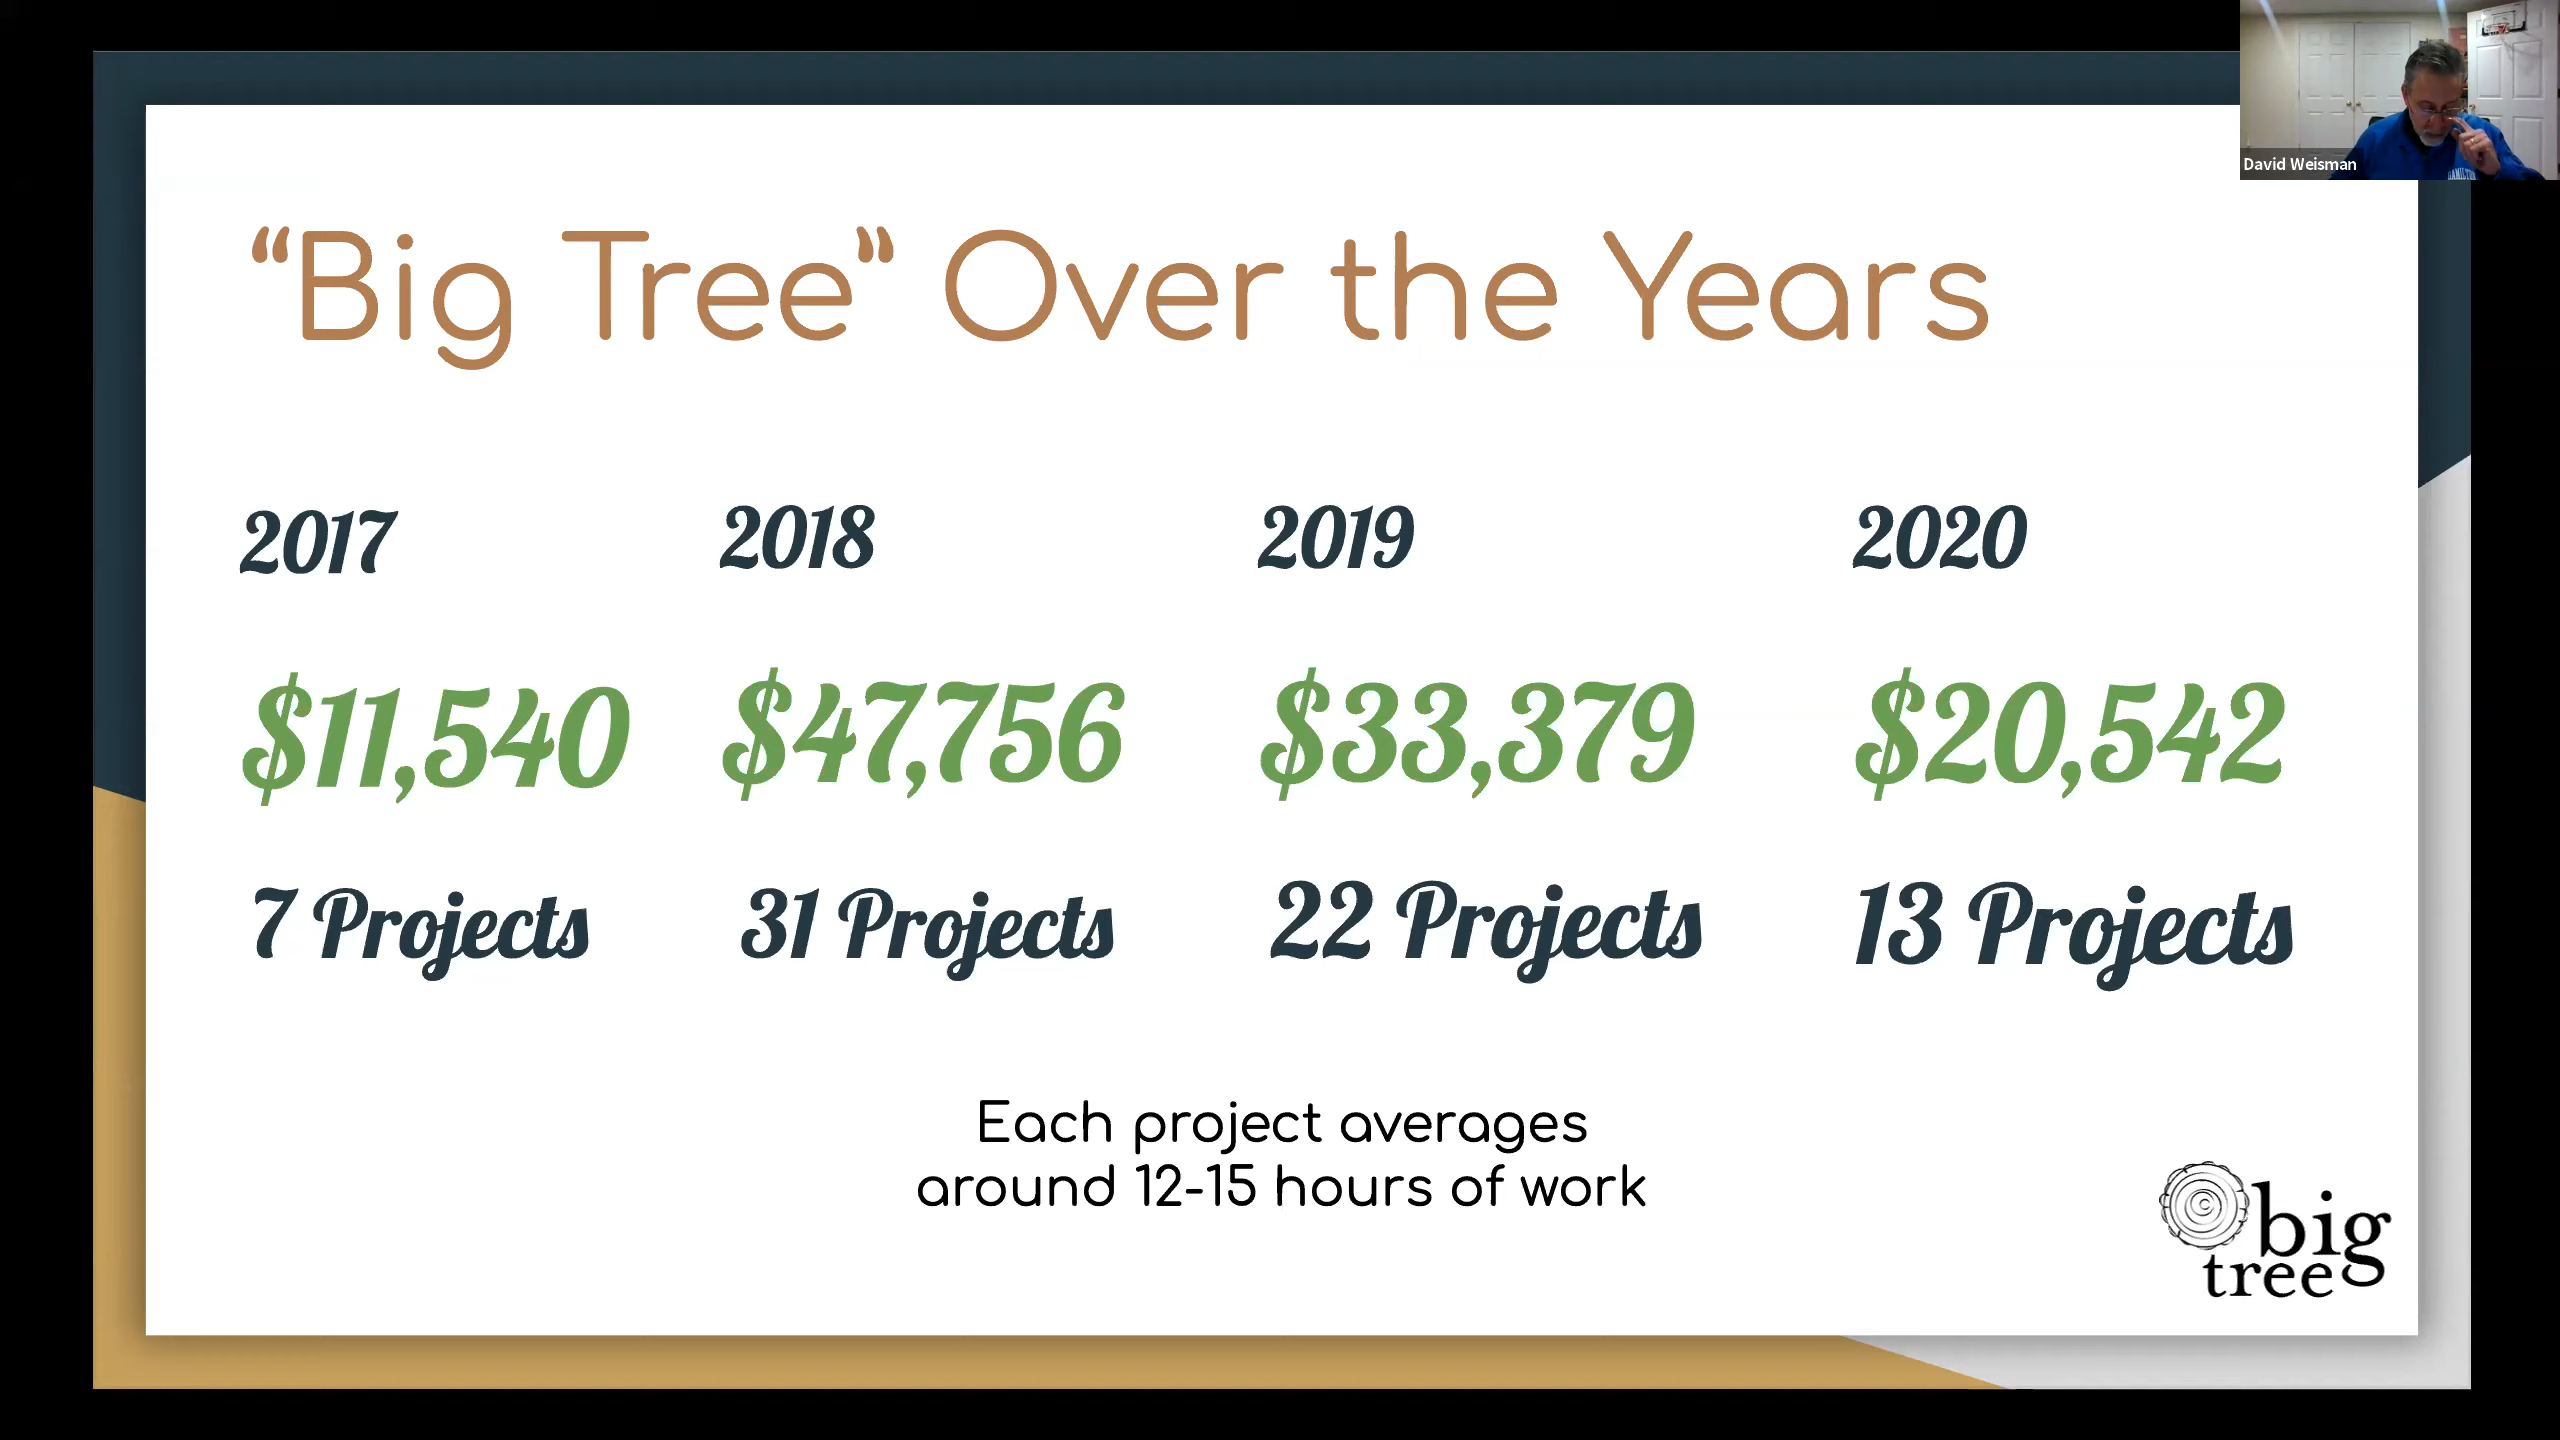 David Weisman
“Big Tree“ Over the Years
2017 2018 2019 2020
$11,540 $47,756 $33,379 $20,542
7 Projects 31 Projects 22 Projects 13 Projects
Each project averages
around 12-15 hours of work
big
tree